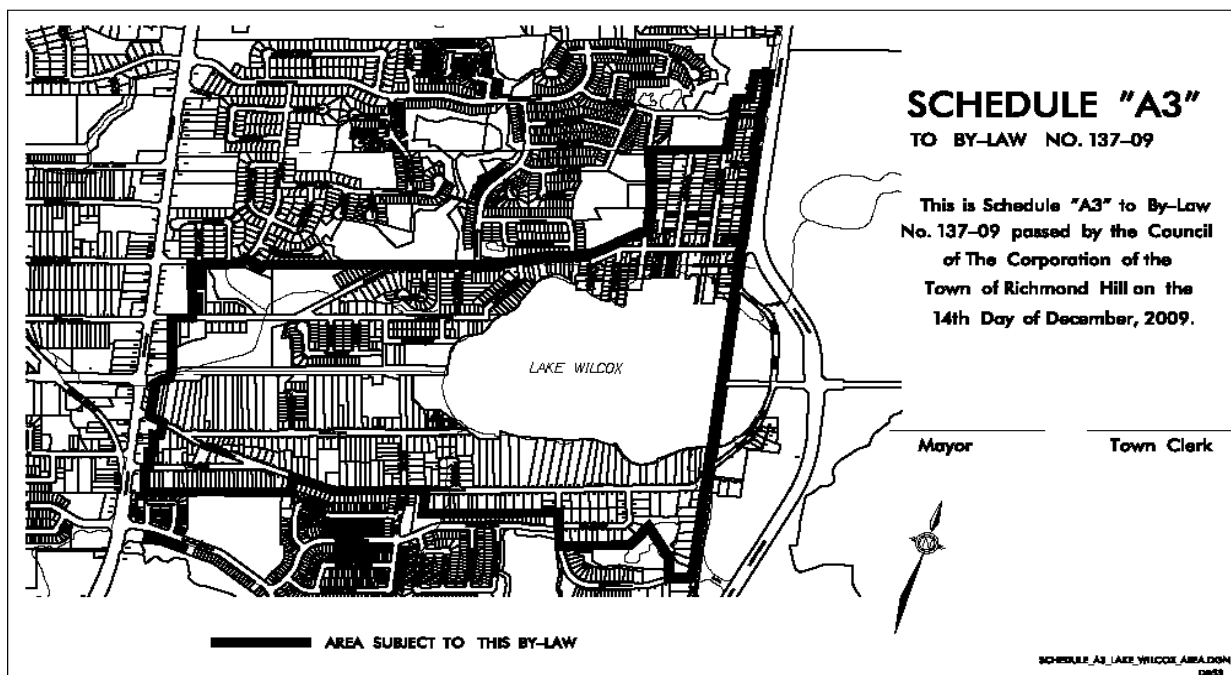 SCHEDULE "A3"
TO BY-LAW NO. 137-09
This is Schedule "A3" to By-Law
No. 137-09 passed by the Council
of The Corporation of the
Town of Richmond Hill on the
14th Day of December, 2009.
LAKE WILCOX
Mayor Town Clerk
AREA SUBJECT TO THIS BY-LAW
SCHEDULE_A3_LAKE_WILCOX_AREA.DGN